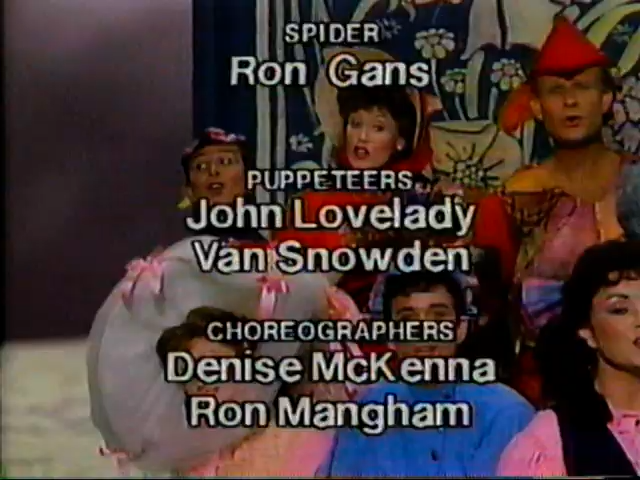 SPIDER
Ron Gans
PUPPETEERS
John Lovelady
Van Snowden
CHOREOGRAPHERS
Denise McKenna
Ron Mangham